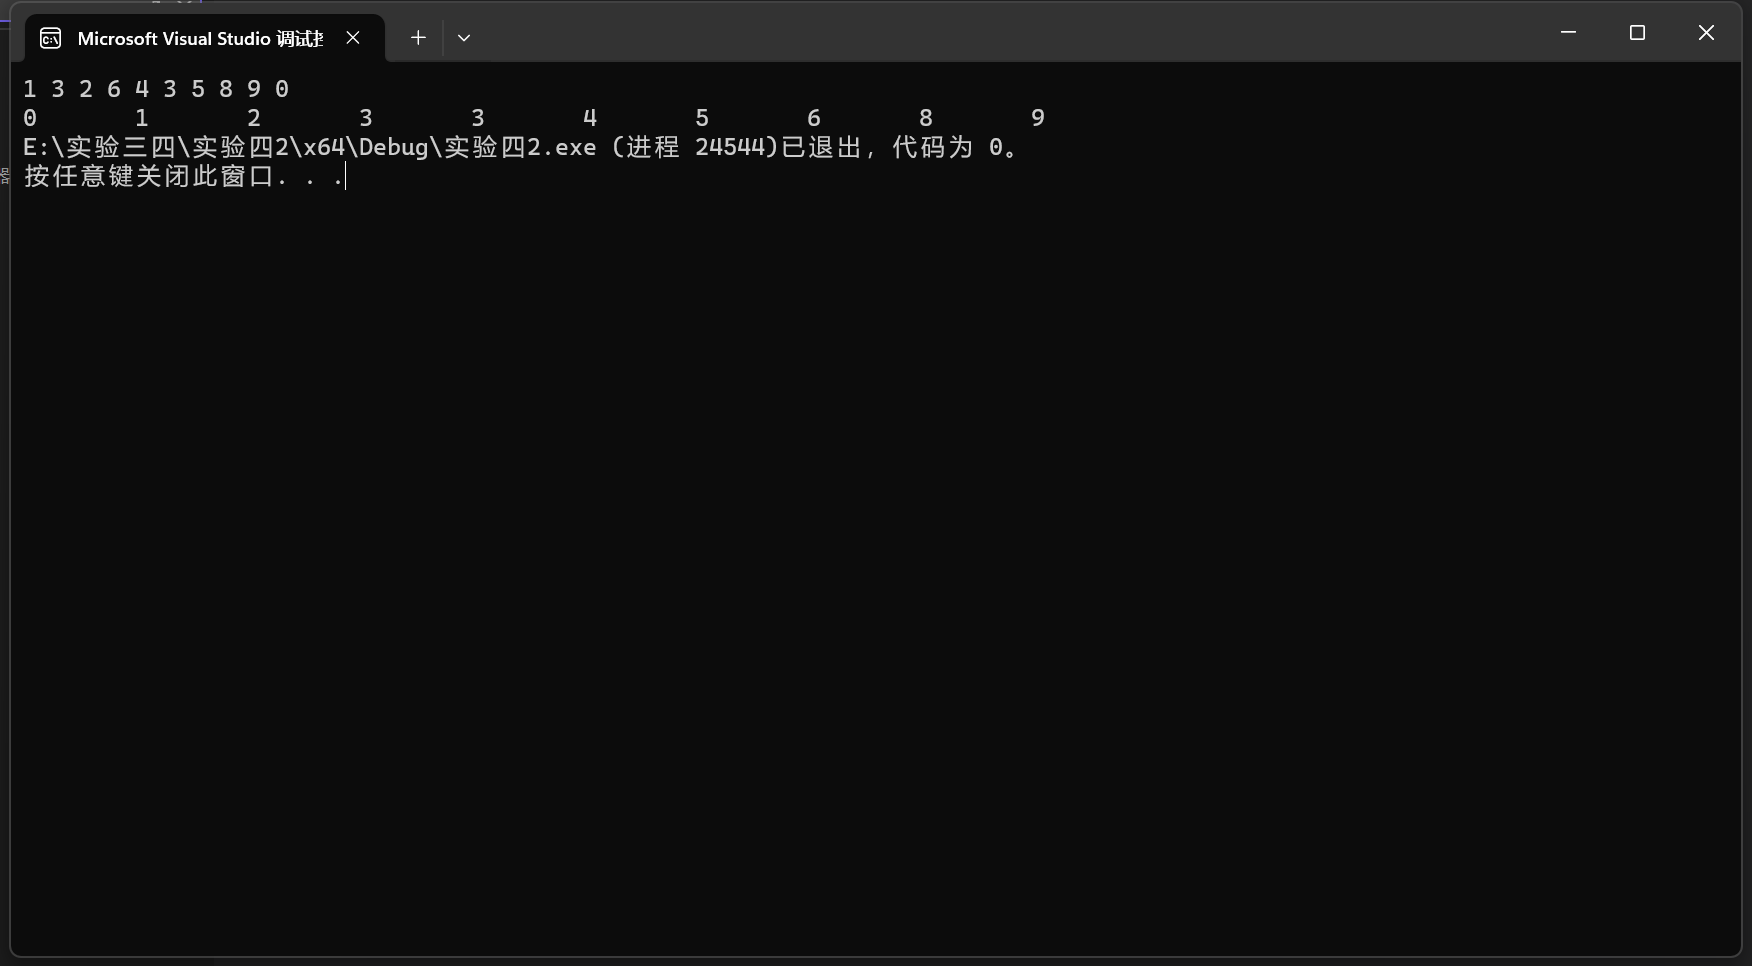 Microsoft Visual Studio 调试
1 3 2 6 4 3 5 8 9 0
0 1 2 3 3 4 5 6 8 9
E:\实验三四\实验四2\x64\Debug\实验四2.exe (进程 24544)已退出，代码为 0。
按任意键关闭此窗口. . .